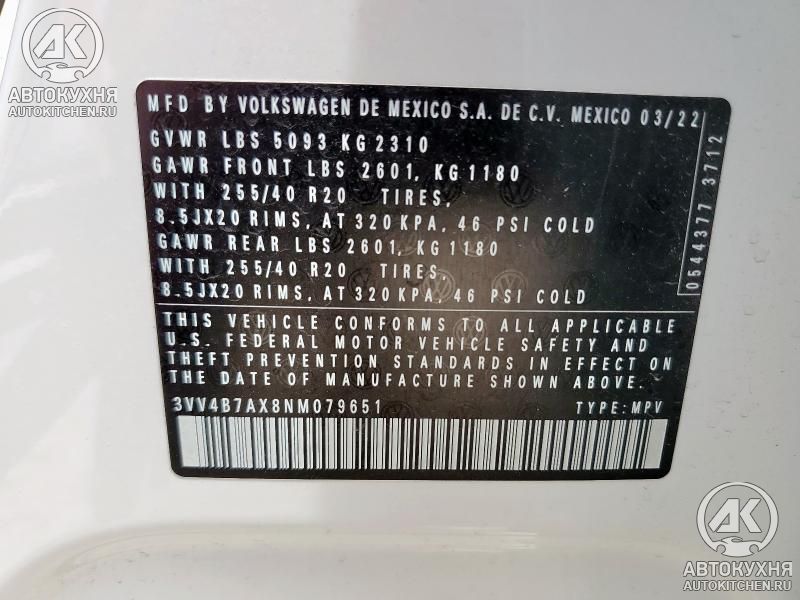 АК
АВТОКУХНЯ
AUTOKITCHEN.RU
MFD BY VOLKSWAGEN DE MEXICO S.A. DE C.V. MEXICO 03/22
GVWR LBS 5093 KG 2310
GAWR FRONT LBS 2601, KG 1180
WITH 255/40 R20 TIRES,
8.5JX20 RIMS, AT 320 KPA, 46 PSI COLD
GAWR REAR LBS 2601, KG 1180
WITH 255/40 R20 TIRES,
8.5JX20 RIMS, AT 320 KPA, 46 PSI COLD
0544377 3712
THIS VEHICLE CONFORMS TO ALL APPLICABLE
U.S. FEDERAL MOTOR VEHICLE SAFETY AND
THEFT PREVENTION STANDARDS IN EFFECT ON
THE DATE OF MANUFACTURE SHOWN ABOVE.
3VV4B7AX8NM079651 TYPE: MPV
АК
АВТОКУХНЯ
AUTOKITCHEN.RU